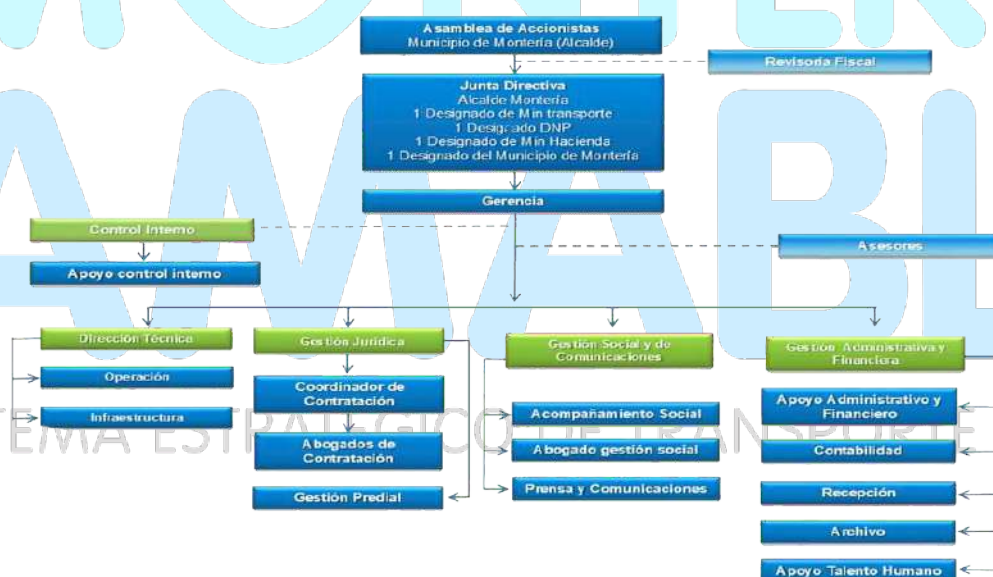 Asamblea de Accionistas
Municipio de Montería (Alcalde)
Revisoria Fiscal
Junta Directiva
Alcalde Montería
1 Designado de Min transporte
1 Designado DNP
1 Designado de Min Hacienda
1 Designado del Municipio de Montería
Gerencia
Control Interno
Asesores
Apoyo control interno
Dirección Técnica
Gestión Jurídica
Gestión Social y de
Comunicaciones
Gestión Administrativa y
Financiera
Operación
Infraestructura
Coordinador de
Contratación
Abogados de
Contratación
Gestión Predial
Acompañamiento Social
Abogado gestión social
Prensa y Comunicaciones
Apoyo Administrativo y
Financiero
Contabilidad
Recepción
Archivo
Apoyo Talento Humano